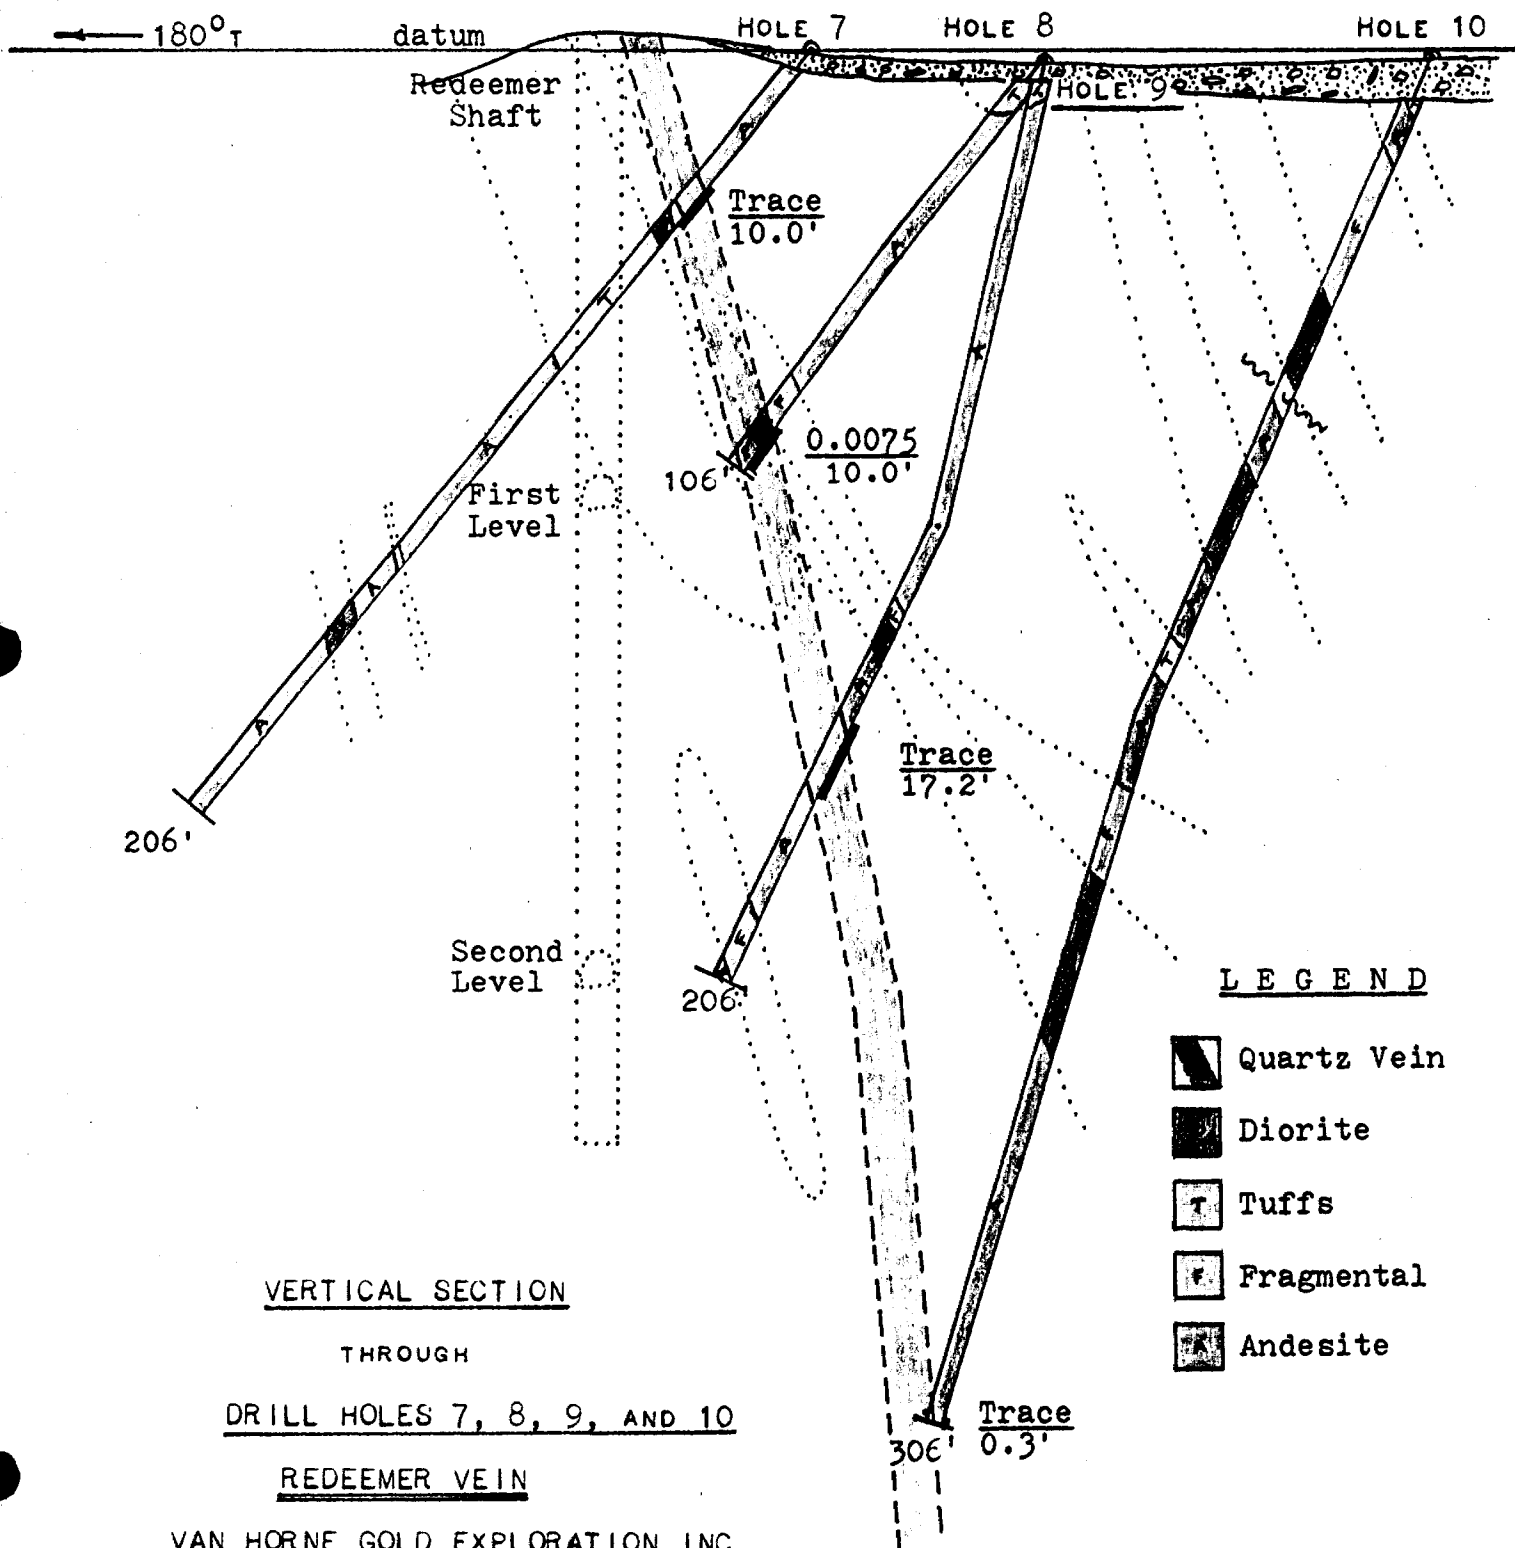 180°T
datum
HOLE 7
HOLE 8
HOLE 10
Redeemer
Shaft
HOLE 9
Trace
10.0'
0.0075
10.0'
106'
First
Level
Trace
17.2'
206'
Second
Level
206'
LEGEND
Quartz Vein
Diorite
T Tuffs
F Fragmental
A Andesite
VERTICAL SECTION
THROUGH
DRILL HOLES 7, 8, 9, AND 10
Trace
0.3'
306'
REDEEMER VEIN
VAN HORNE GOLD EXPLORATION INC